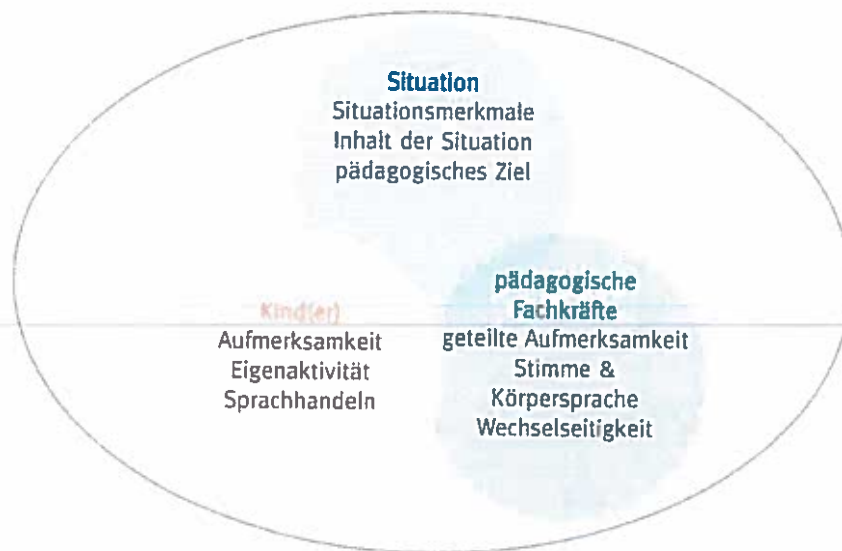 Situation
Situationsmerkmale
Inhalt der Situation
pädagogisches Ziel
Kind(er)
Aufmerksamkeit
Eigenaktivität
Sprachhandeln
pädagogische
Fachkräfte
geteilte Aufmerksamkeit
Stimme &
Körpersprache
Wechselseitigkeit